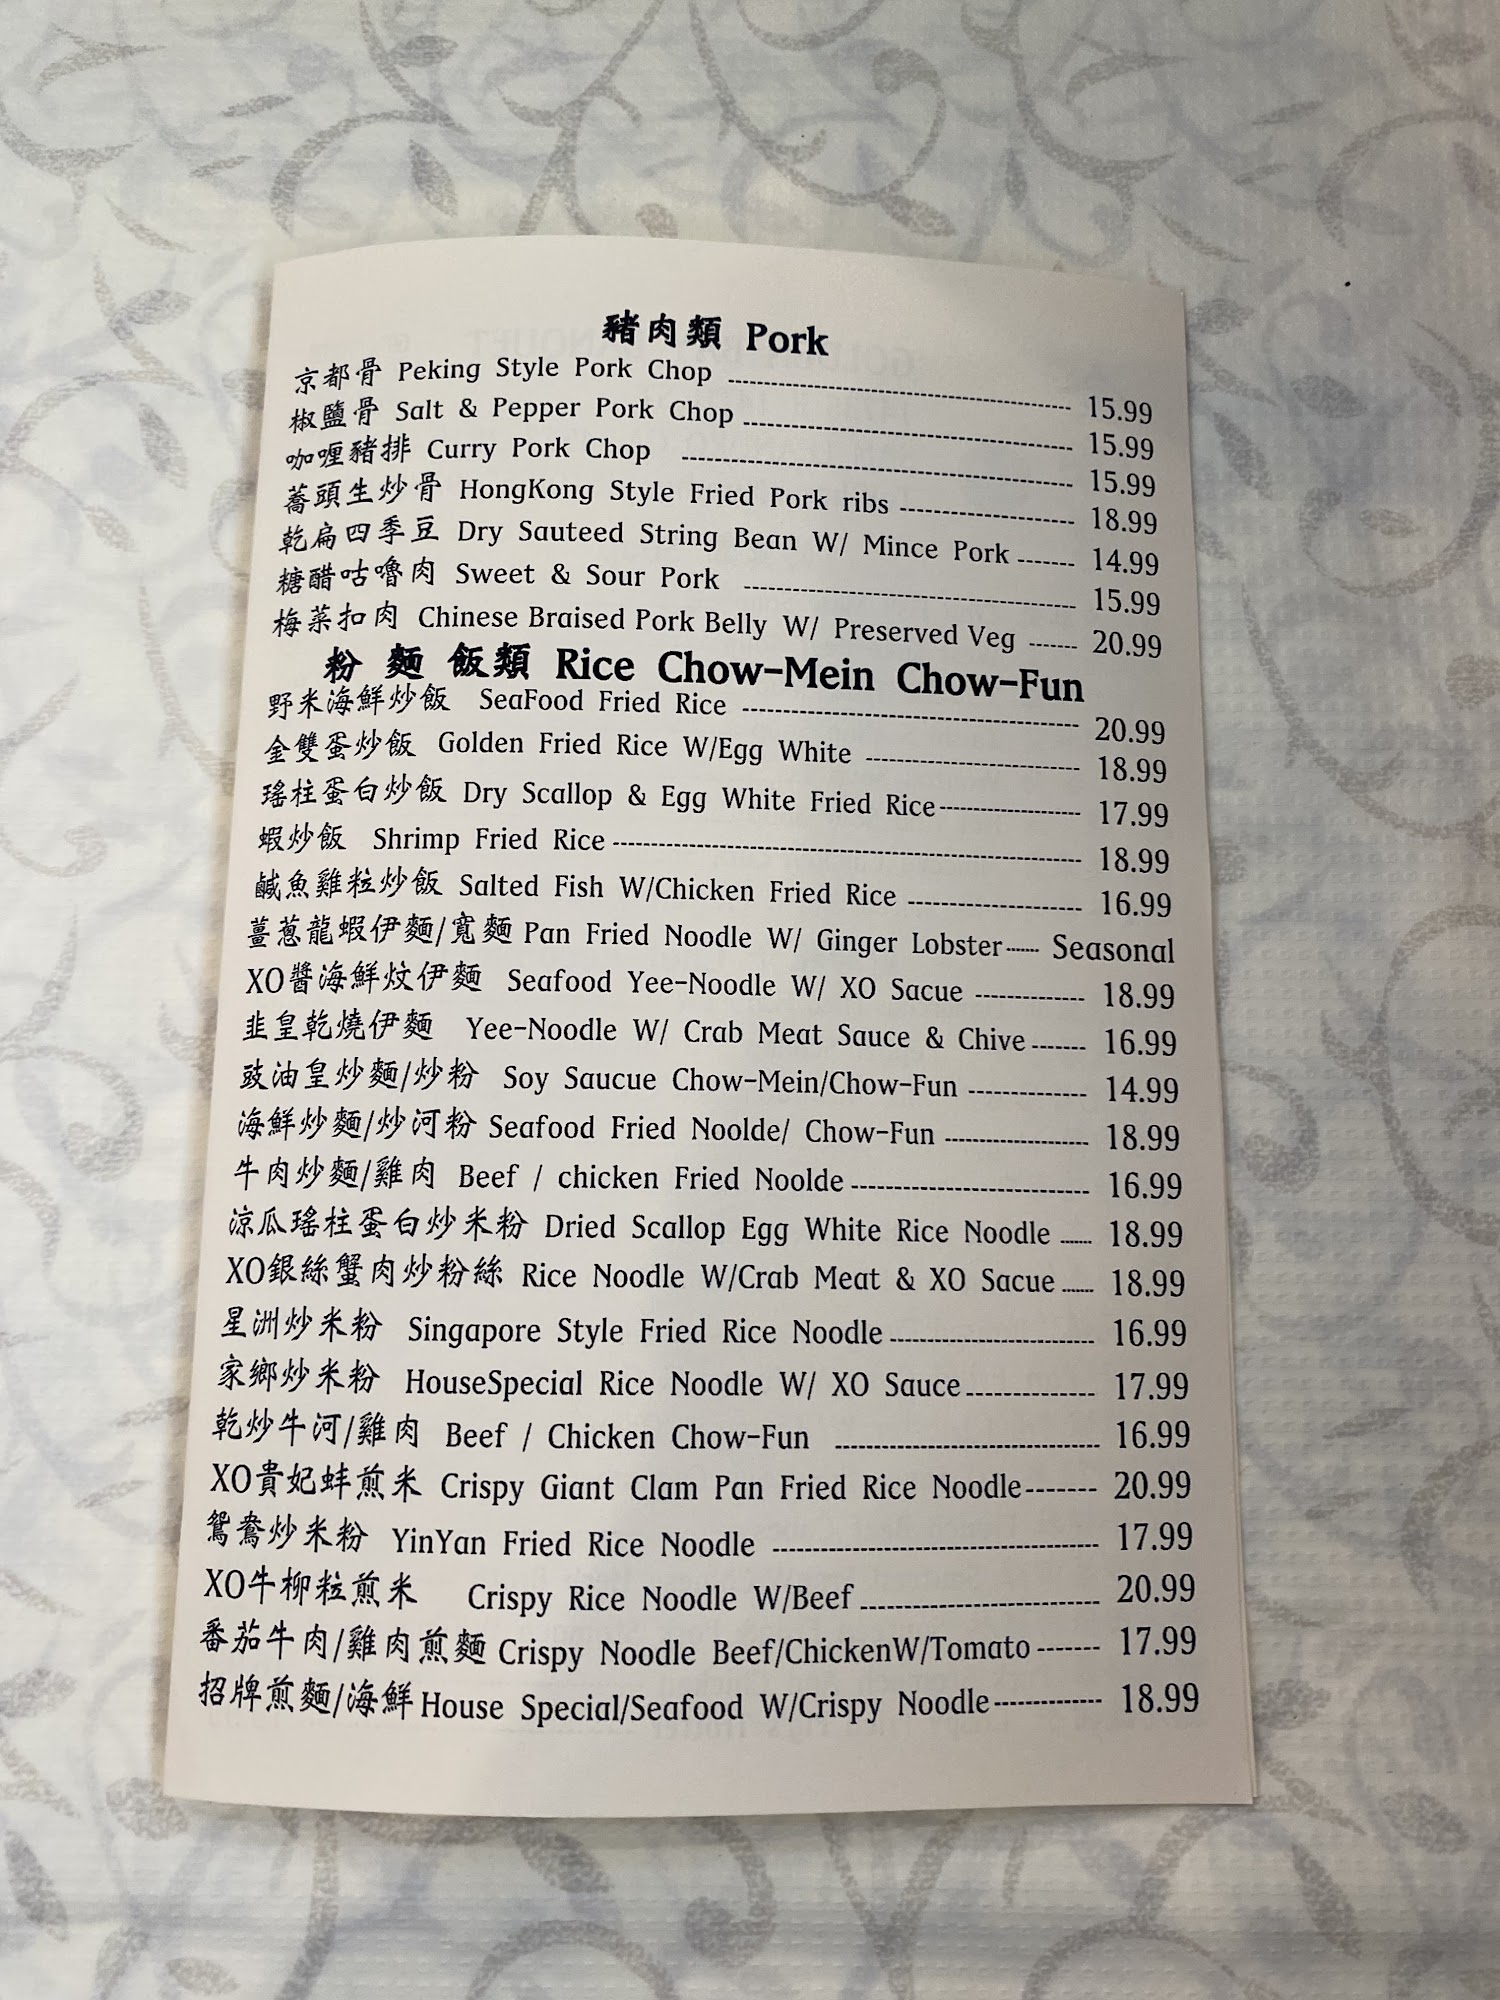 豬肉類 Pork
京都骨 Peking Style Pork Chop 15.99
椒鹽骨 Salt & Pepper Pork Chop 15.99
咖喱豬排 Curry Pork Chop 15.99
蕎頭生炒骨 HongKong Style Fried Pork ribs 18.99
乾扁四季豆 Dry Sauteed String Bean W/ Mince Pork 14.99
糖醋咕嚕肉 Sweet & Sour Pork 15.99
梅菜扣肉 Chinese Braised Pork Belly W/ Preserved Veg 20.99
粉 麵 飯類 Rice Chow-Mein Chow-Fun
野米海鮮炒飯 SeaFood Fried Rice 20.99
金雙蛋炒飯 Golden Fried Rice W/Egg White 18.99
瑤柱蛋白炒飯 Dry Scallop & Egg White Fried Rice 17.99
蝦炒飯 Shrimp Fried Rice 18.99
鹹魚雞粒炒飯 Salted Fish W/Chicken Fried Rice 16.99
薑蔥龍蝦伊麵/寬麵 Pan Fried Noodle W/ Ginger Lobster Seasonal
XO醬海鮮炆伊麵 Seafood Yee-Noodle W/ XO Sacue 18.99
韭皇乾燒伊麵 Yee-Noodle W/ Crab Meat Sauce & Chive 16.99
豉油皇炒麵/炒粉 Soy Saucue Chow-Mein/Chow-Fun 14.99
海鮮炒麵/炒河粉 Seafood Fried Noolde/ Chow-Fun 18.99
牛肉炒麵/雞肉 Beef / chicken Fried Noolde 16.99
涼瓜瑤柱蛋白炒米粉 Dried Scallop Egg White Rice Noodle 18.99
XO銀絲蟹肉炒粉絲 Rice Noodle W/Crab Meat & XO Sacue 18.99
星洲炒米粉 Singapore Style Fried Rice Noodle 16.99
家鄉炒米粉 HouseSpecial Rice Noodle W/ XO Sauce 17.99
乾炒牛河/雞肉 Beef / Chicken Chow-Fun 16.99
XO貴妃蚌煎米 Crispy Giant Clam Pan Fried Rice Noodle 20.99
鴛鴦炒米粉 YinYan Fried Rice Noodle 17.99
XO牛柳粒煎米 Crispy Rice Noodle W/Beef 20.99
番茄牛肉/雞肉煎麵 Crispy Noodle Beef/ChickenW/Tomato 17.99
招牌煎麵/海鮮 House Special/Seafood W/Crispy Noodle 18.99